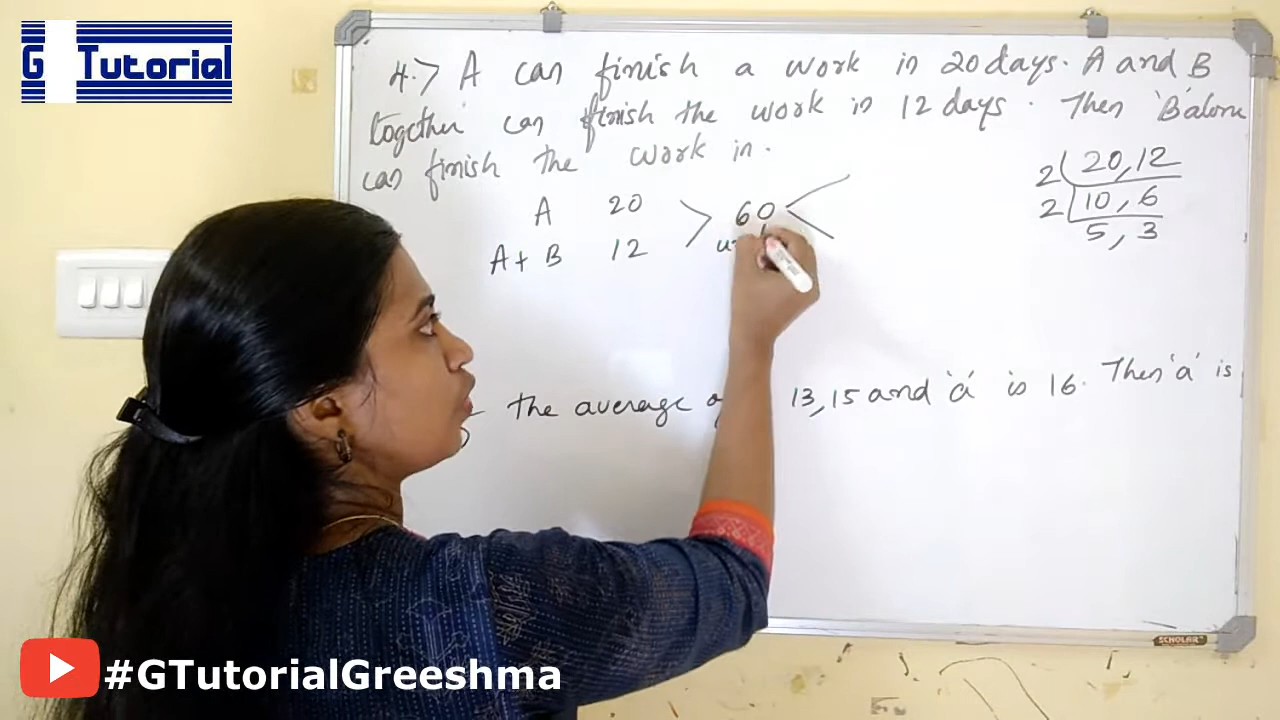 G Tutorial
4.> A can finish a work in 20 days. A and B
together can finish the work in 12 days. Then 'B' alone
can finish the work in.
2 20,12
2 10, 6
5, 3
A 20
60
A + B 12
the average 13, 15 and 'a' is 16. Then 'a' is
SCHOLAR
#GTutorialGreeshma